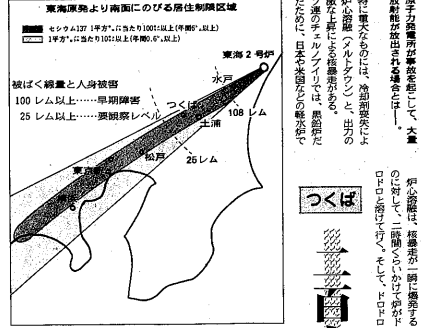 東海原発より南西にのびる居住制限区域
セシウム137 1平方㌔に当たり100㌔以上(年間6㌔以上)
1平方㌔に当たり10㌔以上(年間0.6㌔以上)
東海2号炉
水戸
被ばく線量と人身被害
100 レム以上……早期障害
25 レム以上……要観察レベル
つくば
土浦
108 レム
松戸
25レム
東京
原子力発電所が事故を起こして、大量
放射能が放出される場合とは――。
特に重大なものには、冷却剤喪失によ
炉心溶融(メルトダウン)と、出力の
激な上昇による核暴走がある。
ソ連のチェルノブイリでは、黒鉛炉だ
ために、日本や米国などの軽水炉で
つくば
炉心溶融は、核暴走が一瞬に爆発する
のに対して、二時間くらいかけて炉がド
ロドロと溶けて行く。そして、ドロドロ